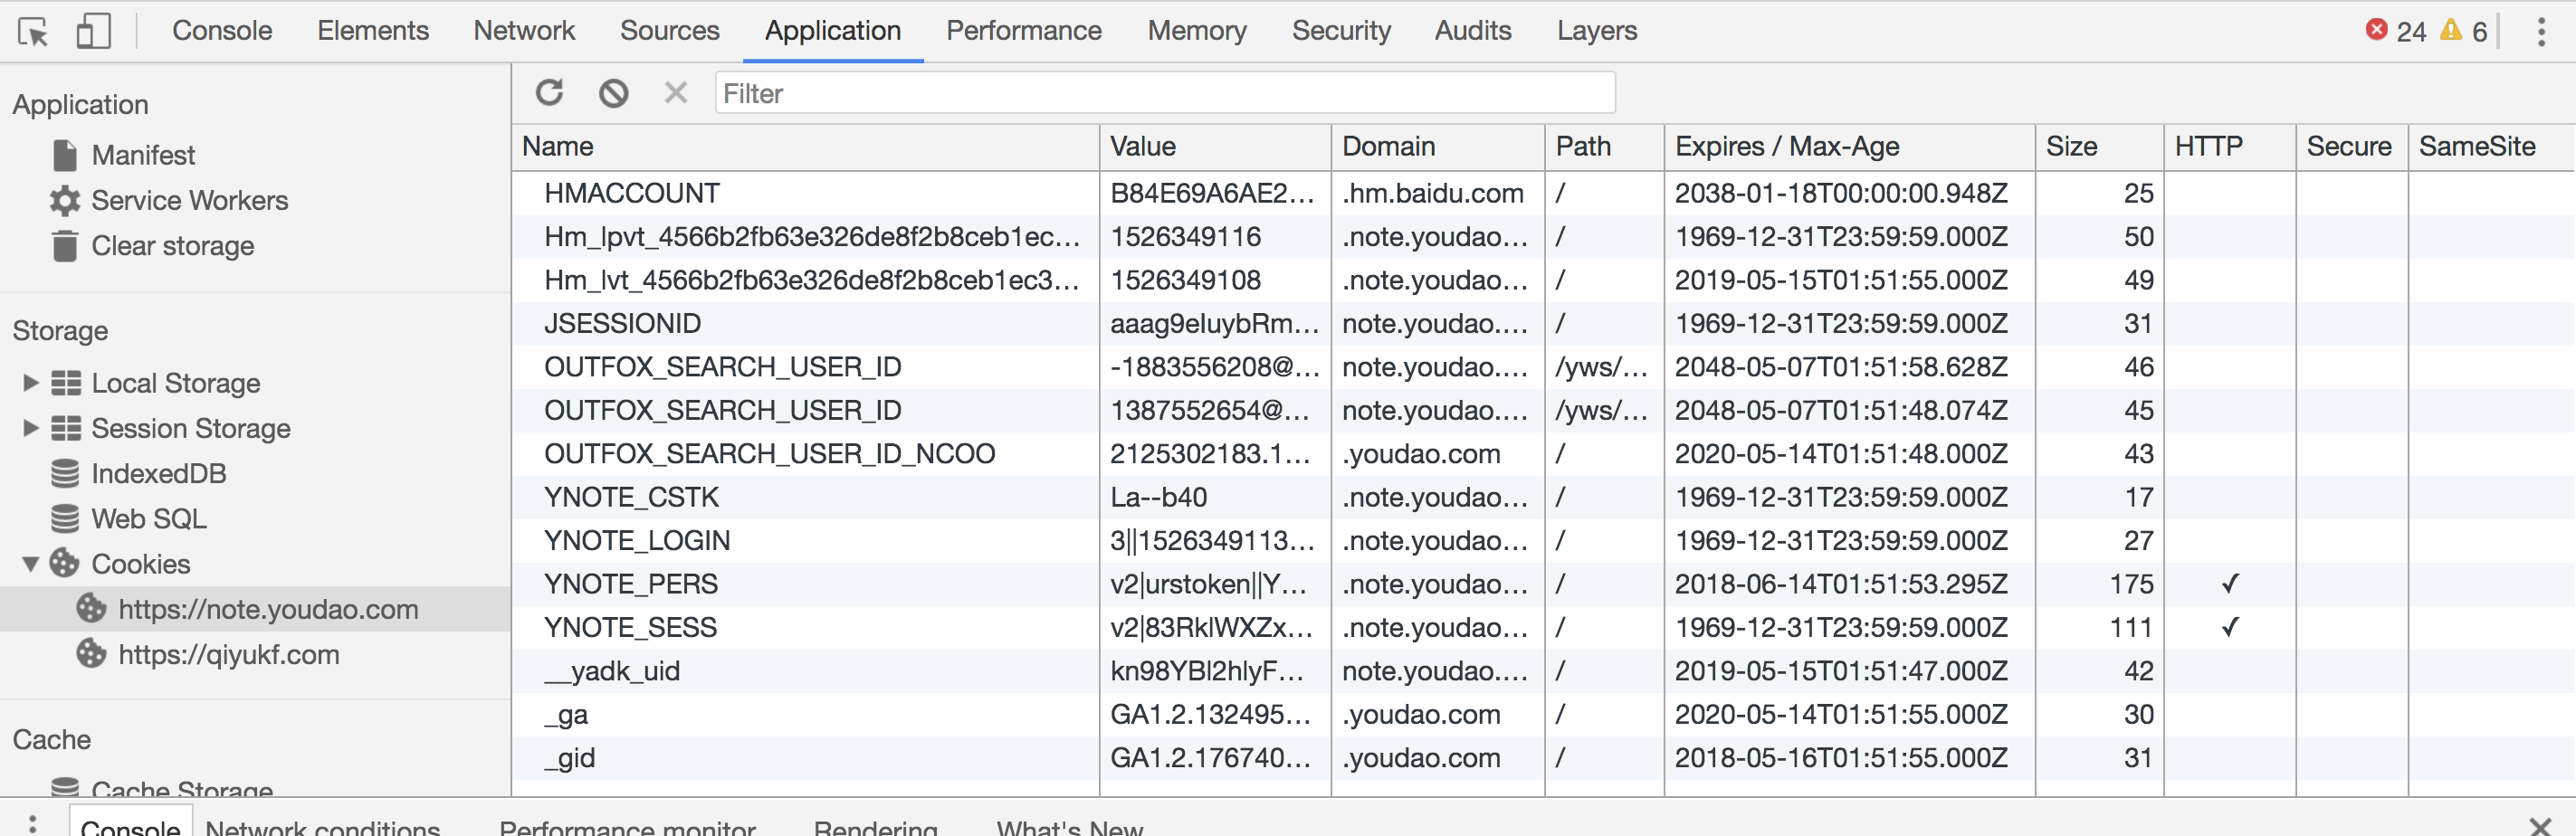 Console Elements Network Sources Application Performance Memory Security Audits Layers 24 6
Application
Manifest
Service Workers
Clear storage
Storage
Local Storage
Session Storage
IndexedDB
Web SQL
Cookies
https://note.youdao.com
https://qiyukf.com
Cache
Cache Storage
Filter
Name Value Domain Path Expires / Max-Age Size HTTP Secure SameSite
HMACCOUNT B84E69A6AE2… .hm.baidu.com / 2038-01-18T00:00:00.948Z 25
Hm_lpvt_4566b2fb63e326de8f2b8ceb1ec… 1526349116 .note.youdao… / 1969-12-31T23:59:59.000Z 50
Hm_lvt_4566b2fb63e326de8f2b8ceb1ec3… 1526349108 .note.youdao… / 2019-05-15T01:51:55.000Z 49
JSESSIONID aaag9eIuybRm… note.youdao.… / 1969-12-31T23:59:59.000Z 31
OUTFOX_SEARCH_USER_ID -1883556208@… note.youdao.… /yws/… 2048-05-07T01:51:58.628Z 46
OUTFOX_SEARCH_USER_ID 1387552654@… note.youdao.… /yws/… 2048-05-07T01:51:48.074Z 45
OUTFOX_SEARCH_USER_ID_NCOO 2125302183.1… .youdao.com / 2020-05-14T01:51:48.000Z 43
YNOTE_CSTK La--b40 .note.youdao… / 1969-12-31T23:59:59.000Z 17
YNOTE_LOGIN 3||1526349113… .note.youdao… / 1969-12-31T23:59:59.000Z 27
YNOTE_PERS v2|urstoken||Y… .note.youdao… / 2018-06-14T01:51:53.295Z 175 ✓
YNOTE_SESS v2|83RklWXZx… .note.youdao… / 1969-12-31T23:59:59.000Z 111 ✓
__yadk_uid kn98YBl2hlyF… note.youdao.… / 2019-05-15T01:51:47.000Z 42
_ga GA1.2.132495… .youdao.com / 2020-05-14T01:51:55.000Z 30
_gid GA1.2.176740… .youdao.com / 2018-05-16T01:51:55.000Z 31
Console Network conditions Performance monitor Rendering What's New